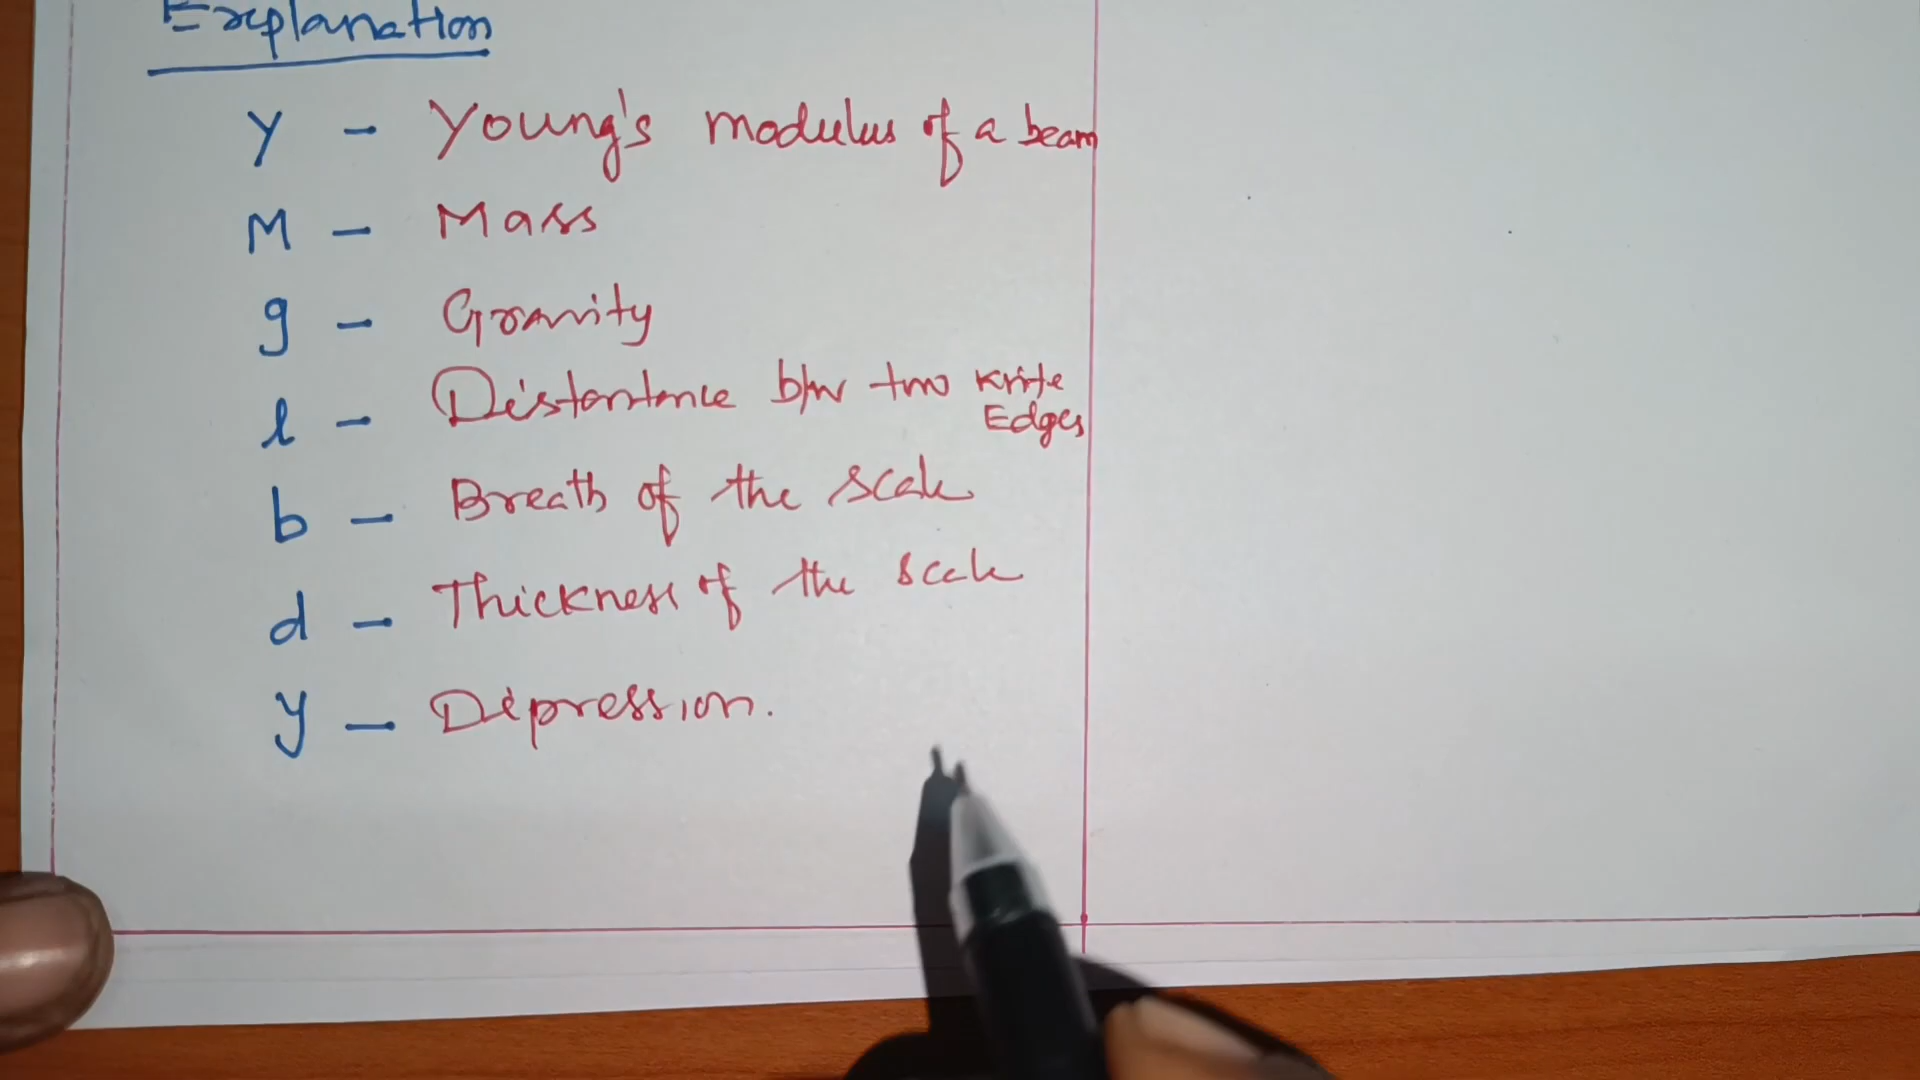 Explanation
Y - Young's modulus of a beam
M - Mass
g - Gravity
l - Distantance b/w two Knife
Edges
b - Breath of the scale
d - Thickness of the scale
y - Depression.